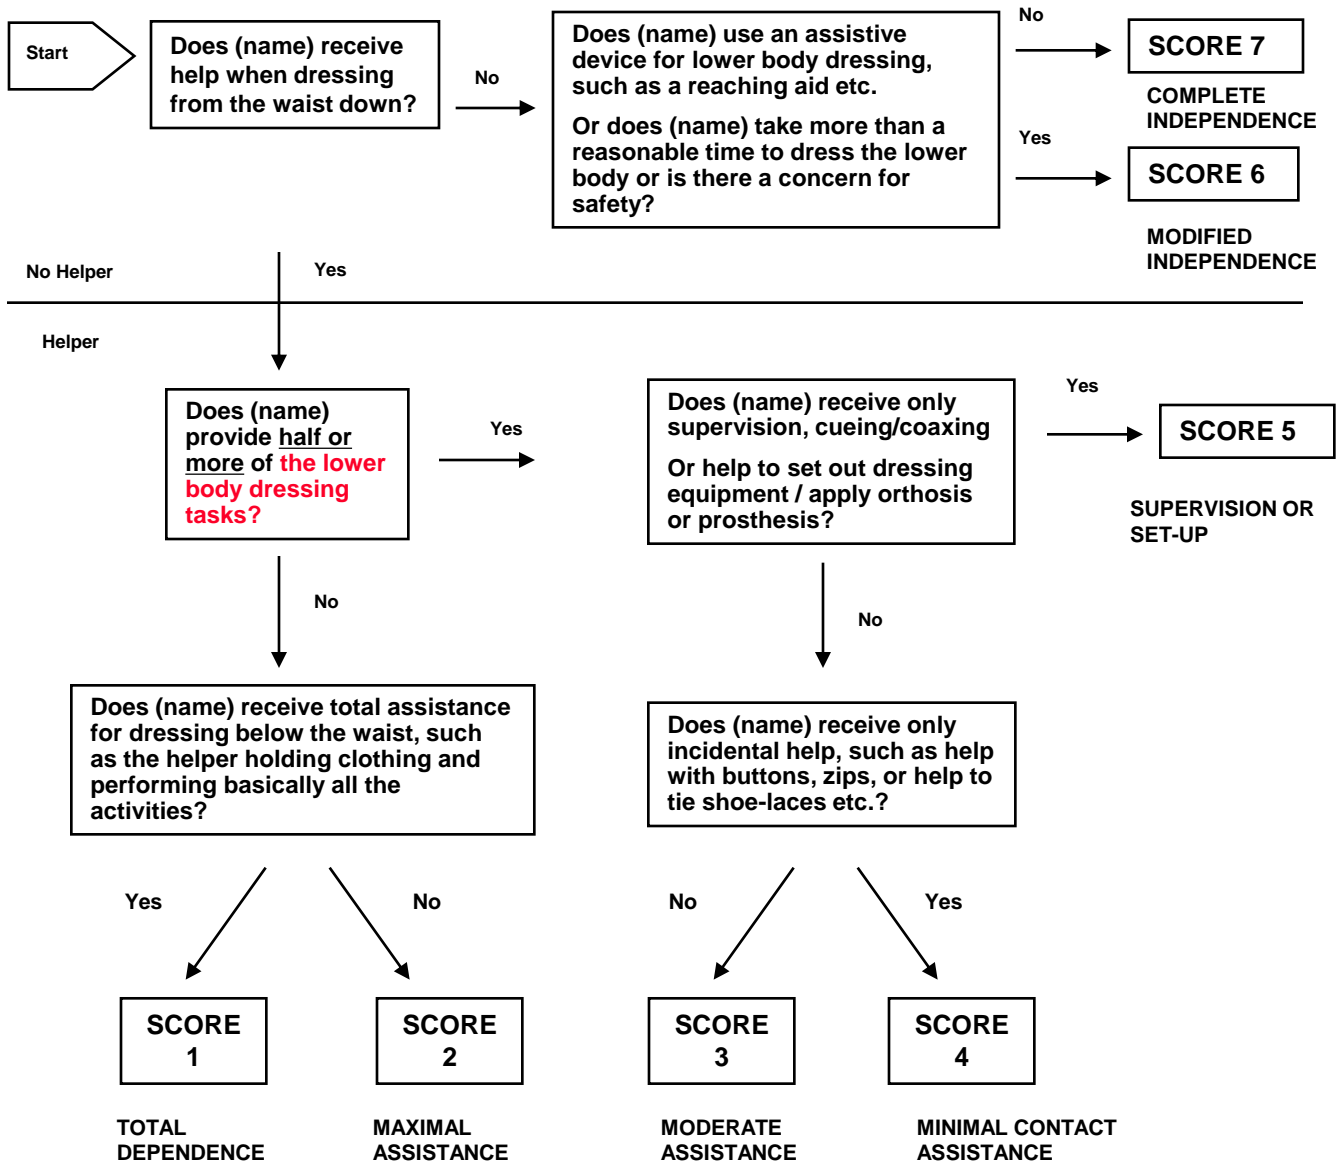 Start
Does (name) receive
help when dressing
from the waist down?
No
Does (name) use an assistive
device for lower body dressing,
such as a reaching aid etc.
Or does (name) take more than a
reasonable time to dress the lower
body or is there a concern for
safety?
No
SCORE 7
COMPLETE
INDEPENDENCE
Yes
SCORE 6
MODIFIED
INDEPENDENCE
No Helper
Yes
Helper
Does (name)
provide half or
more of the lower
body dressing
tasks?
Yes
Does (name) receive only
supervision, cueing/coaxing
Or help to set out dressing
equipment / apply orthosis
or prosthesis?
Yes
SCORE 5
SUPERVISION OR
SET-UP
No
No
Does (name) receive total assistance
for dressing below the waist, such
as the helper holding clothing and
performing basically all the
activities?
Does (name) receive only
incidental help, such as help
with buttons, zips, or help to
tie shoe-laces etc.?
Yes
No
No
Yes
SCORE
1
SCORE
2
SCORE
3
SCORE
4
TOTAL
DEPENDENCE
MAXIMAL
ASSISTANCE
MODERATE
ASSISTANCE
MINIMAL CONTACT
ASSISTANCE